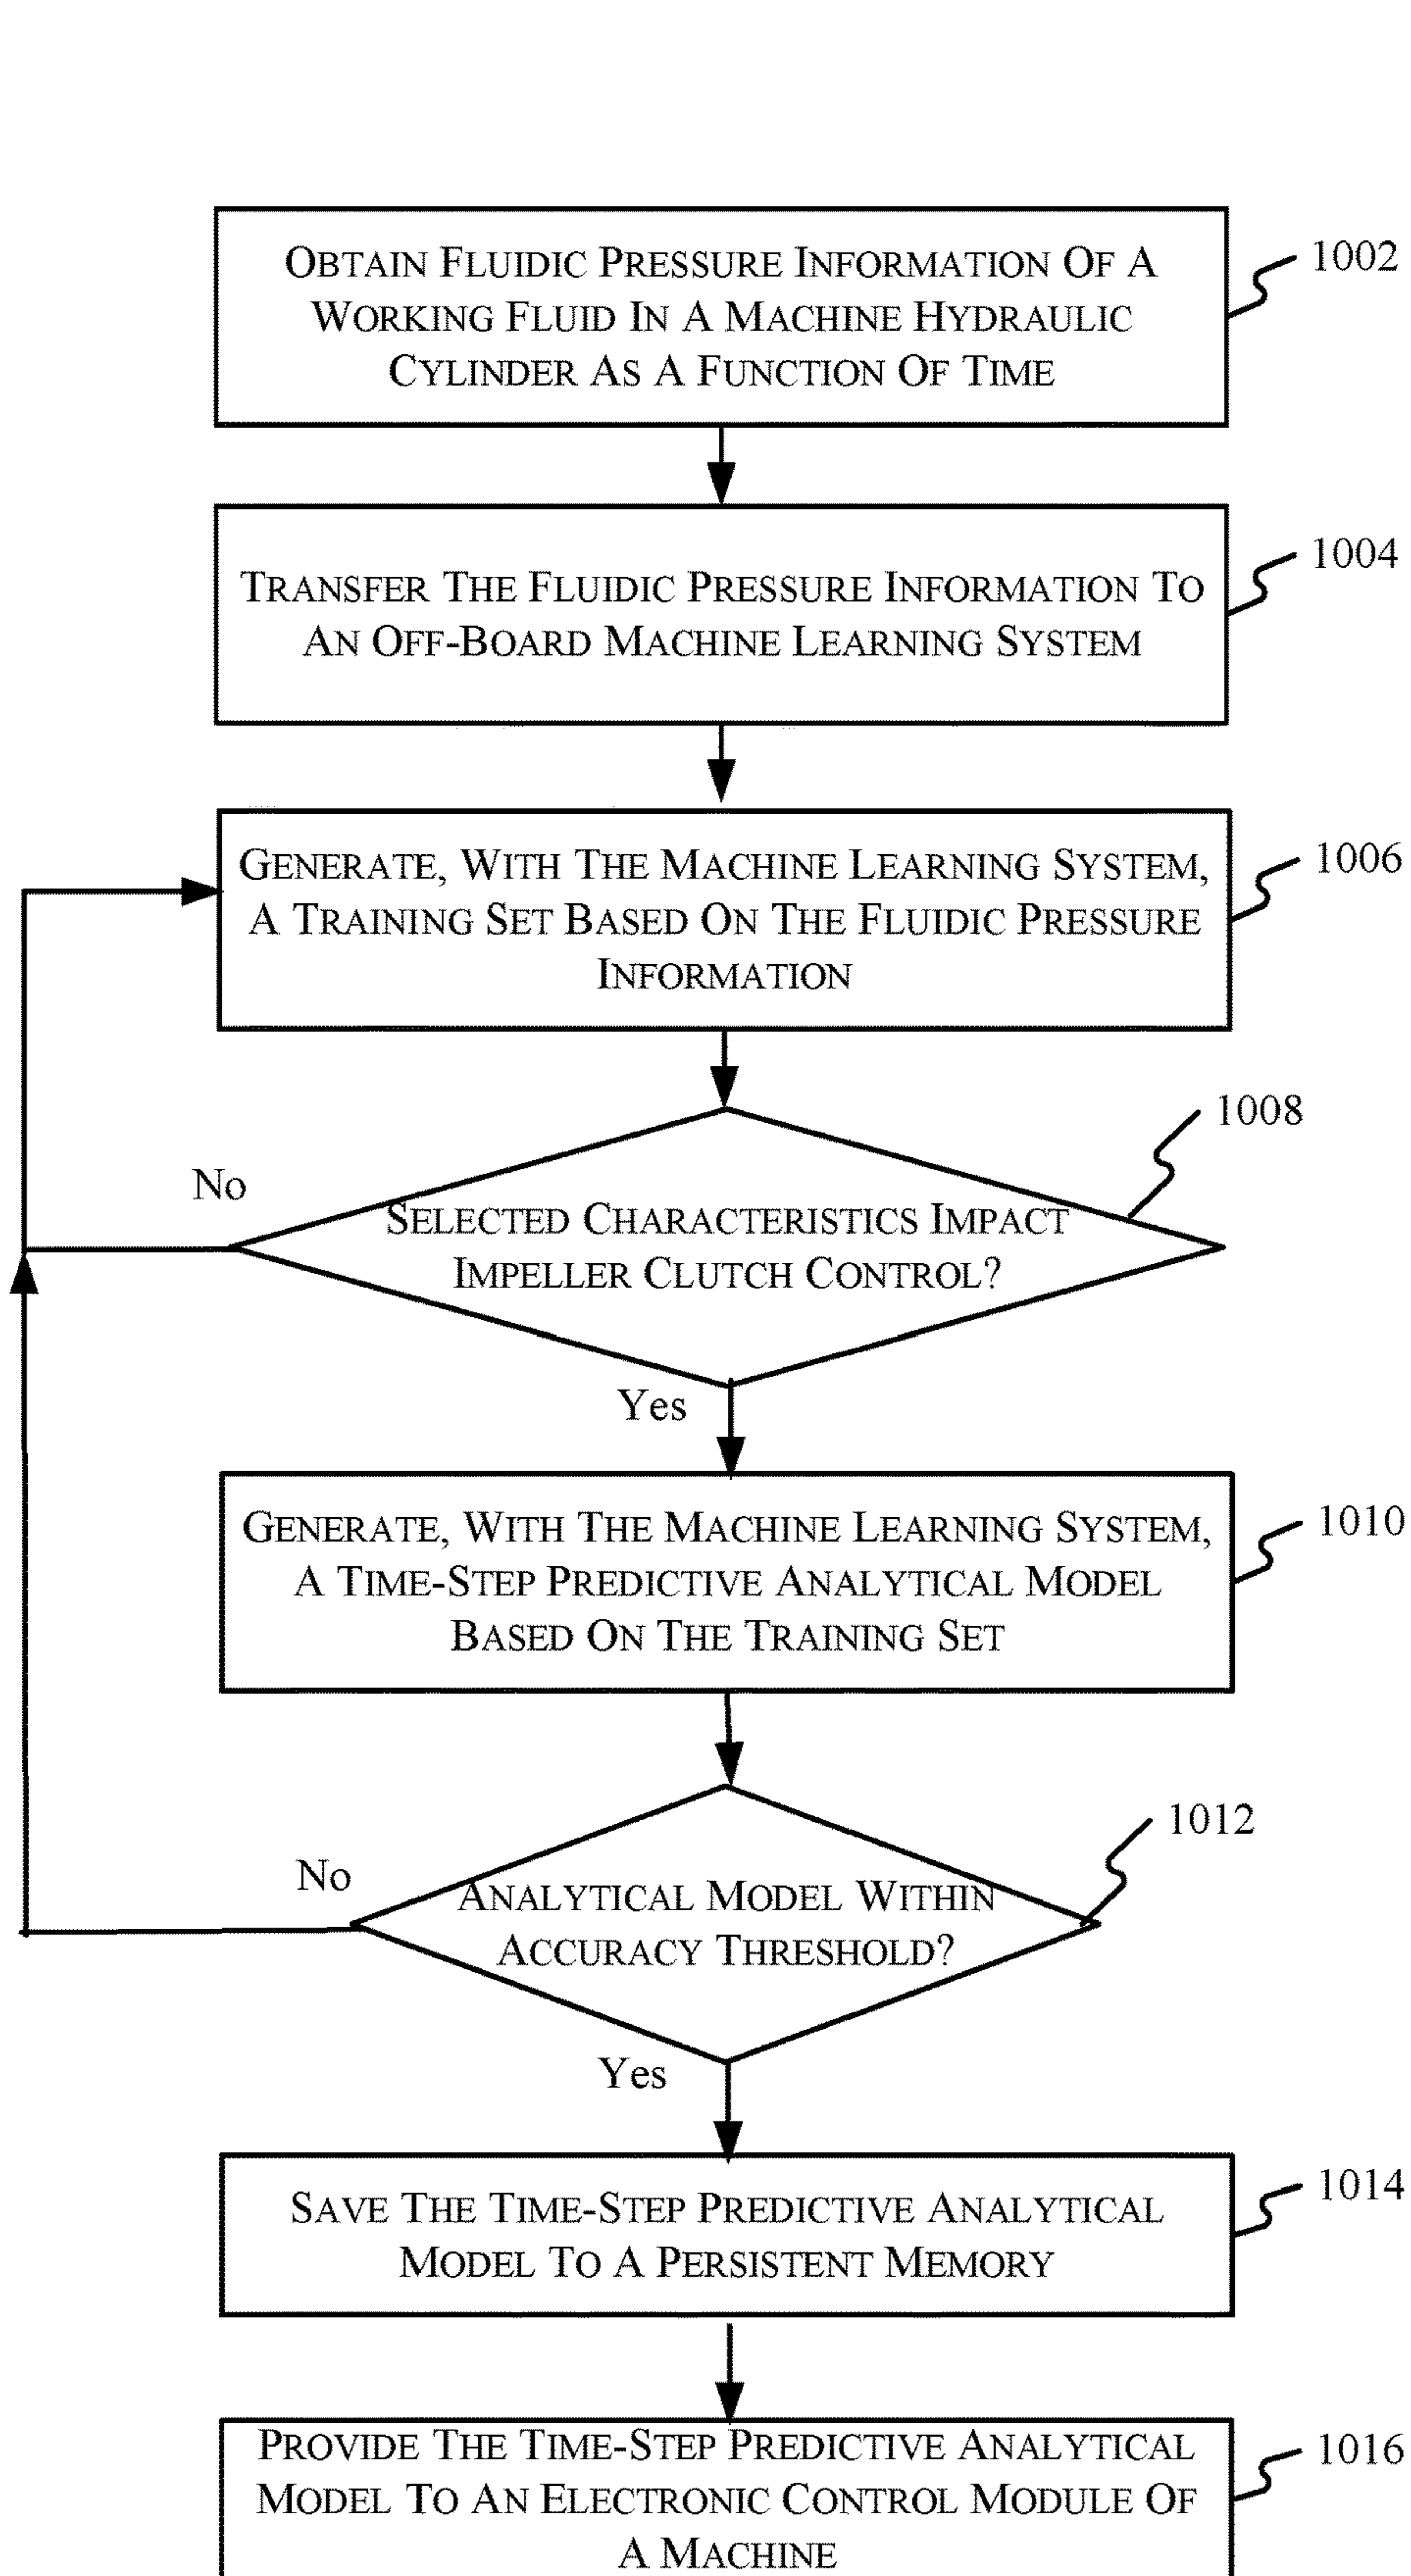 OBTAIN FLUIDIC PRESSURE INFORMATION OF A
WORKING FLUID IN A MACHINE HYDRAULIC
CYLINDER AS A FUNCTION OF TIME
1002
TRANSFER THE FLUIDIC PRESSURE INFORMATION TO
AN OFF-BOARD MACHINE LEARNING SYSTEM
1004
GENERATE, WITH THE MACHINE LEARNING SYSTEM,
A TRAINING SET BASED ON THE FLUIDIC PRESSURE
INFORMATION
1006
SELECTED CHARACTERISTICS IMPACT
IMPELLER CLUTCH CONTROL?
1008
No
Yes
GENERATE, WITH THE MACHINE LEARNING SYSTEM,
A TIME-STEP PREDICTIVE ANALYTICAL MODEL
BASED ON THE TRAINING SET
1010
ANALYTICAL MODEL WITHIN
ACCURACY THRESHOLD?
1012
No
Yes
SAVE THE TIME-STEP PREDICTIVE ANALYTICAL
MODEL TO A PERSISTENT MEMORY
1014
PROVIDE THE TIME-STEP PREDICTIVE ANALYTICAL
MODEL TO AN ELECTRONIC CONTROL MODULE OF
A MACHINE
1016